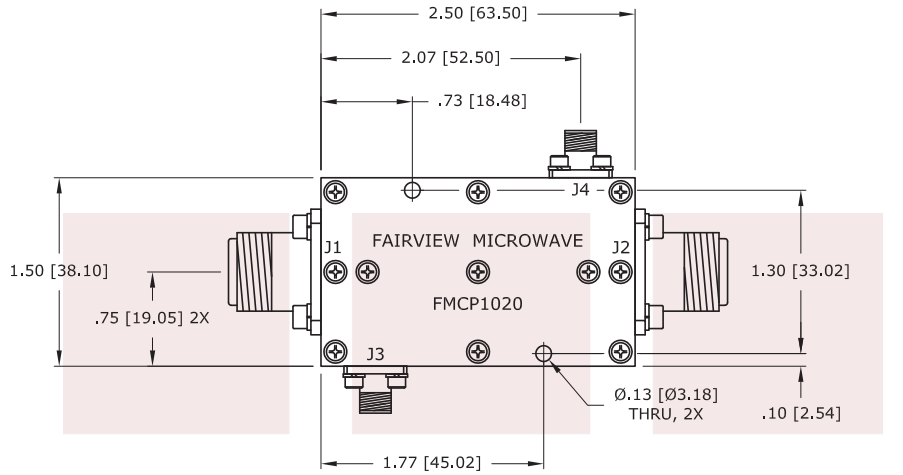 2.50 [63.50]
2.07 [52.50]
.73 [18.48]
J4
J1
FAIRVIEW MICROWAVE
J2
1.50 [38.10]
1.30 [33.02]
FMCP1020
.75 [19.05] 2X
J3
Ø.13 [Ø3.18]
THRU, 2X
.10 [2.54]
1.77 [45.02]